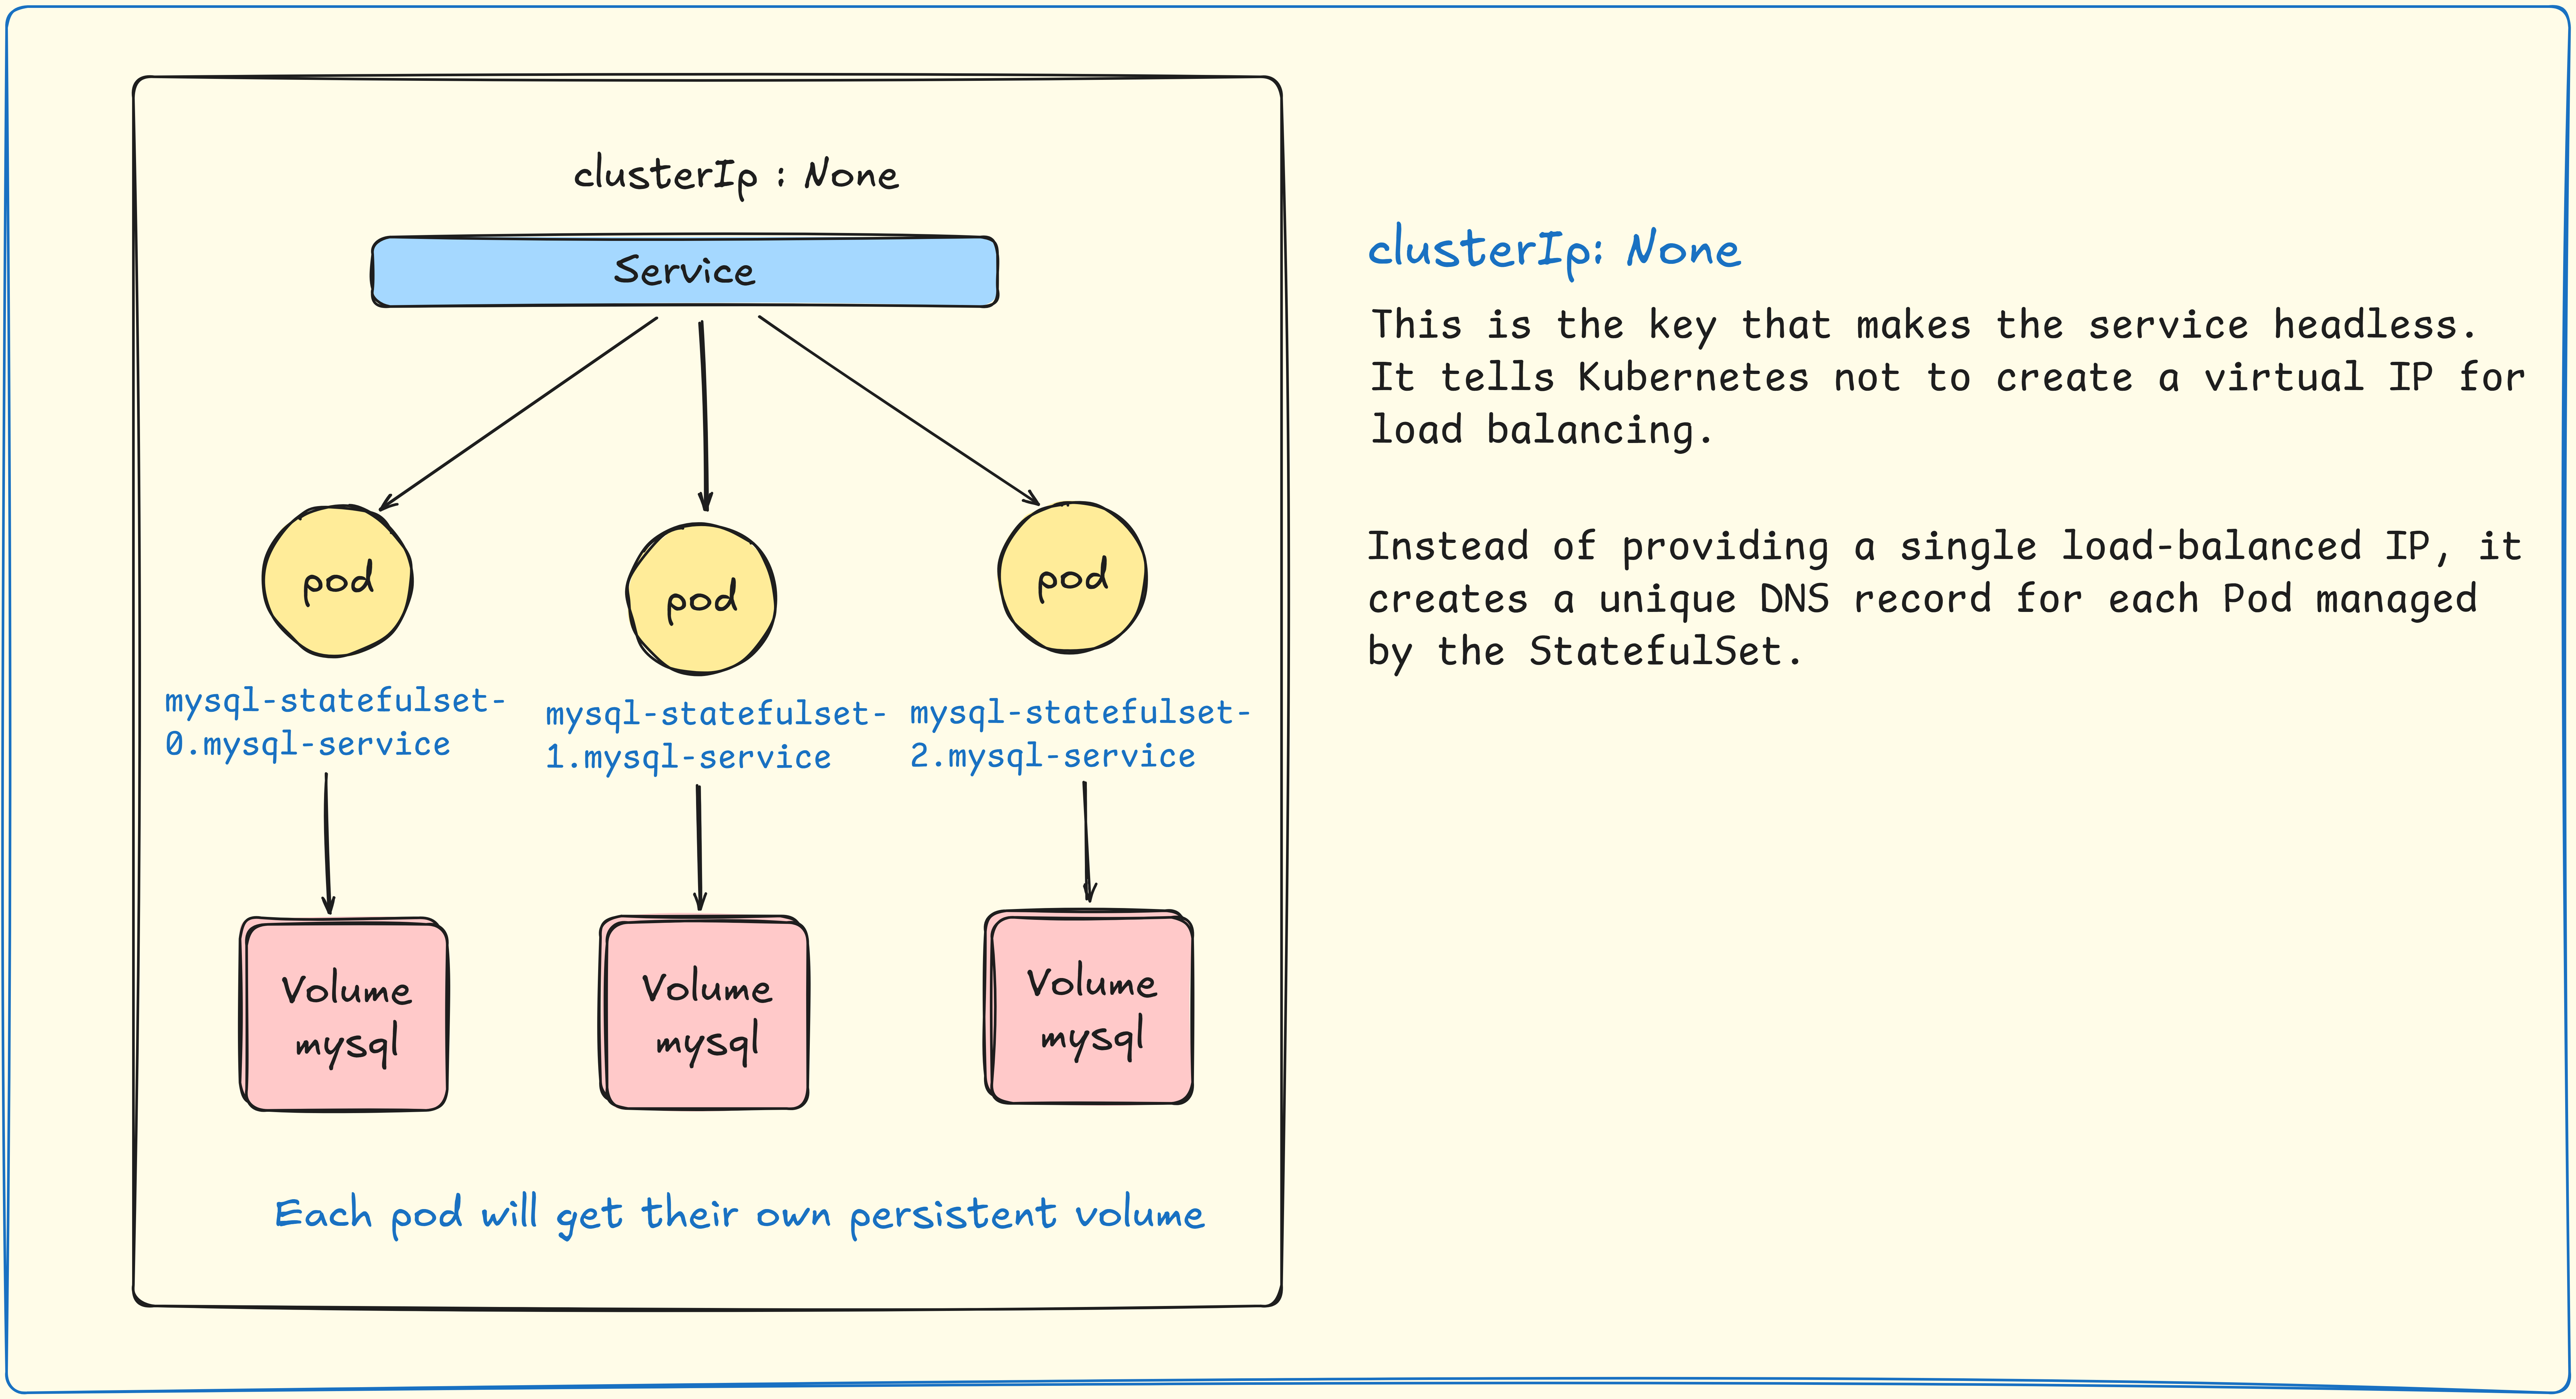 clusterIp : None
Service
pod
pod
pod
mysql-statefulset-
0.mysql-service
mysql-statefulset-
1.mysql-service
mysql-statefulset-
2.mysql-service
Volume
mysql
Volume
mysql
Volume
mysql
Each pod will get their own persistent volume
clusterIp: None
This is the key that makes the service headless.
It tells Kubernetes not to create a virtual IP for
load balancing.
Instead of providing a single load-balanced IP, it
creates a unique DNS record for each Pod managed
by the StatefulSet.